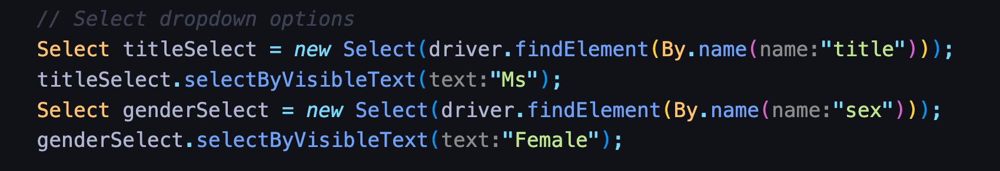 // Select dropdown options
Select titleSelect = new Select(driver.findElement(By.name(name:"title")));
titleSelect.selectByVisibleText(text:"Ms");
Select genderSelect = new Select(driver.findElement(By.name(name:"sex")));
genderSelect.selectByVisibleText(text:"Female");